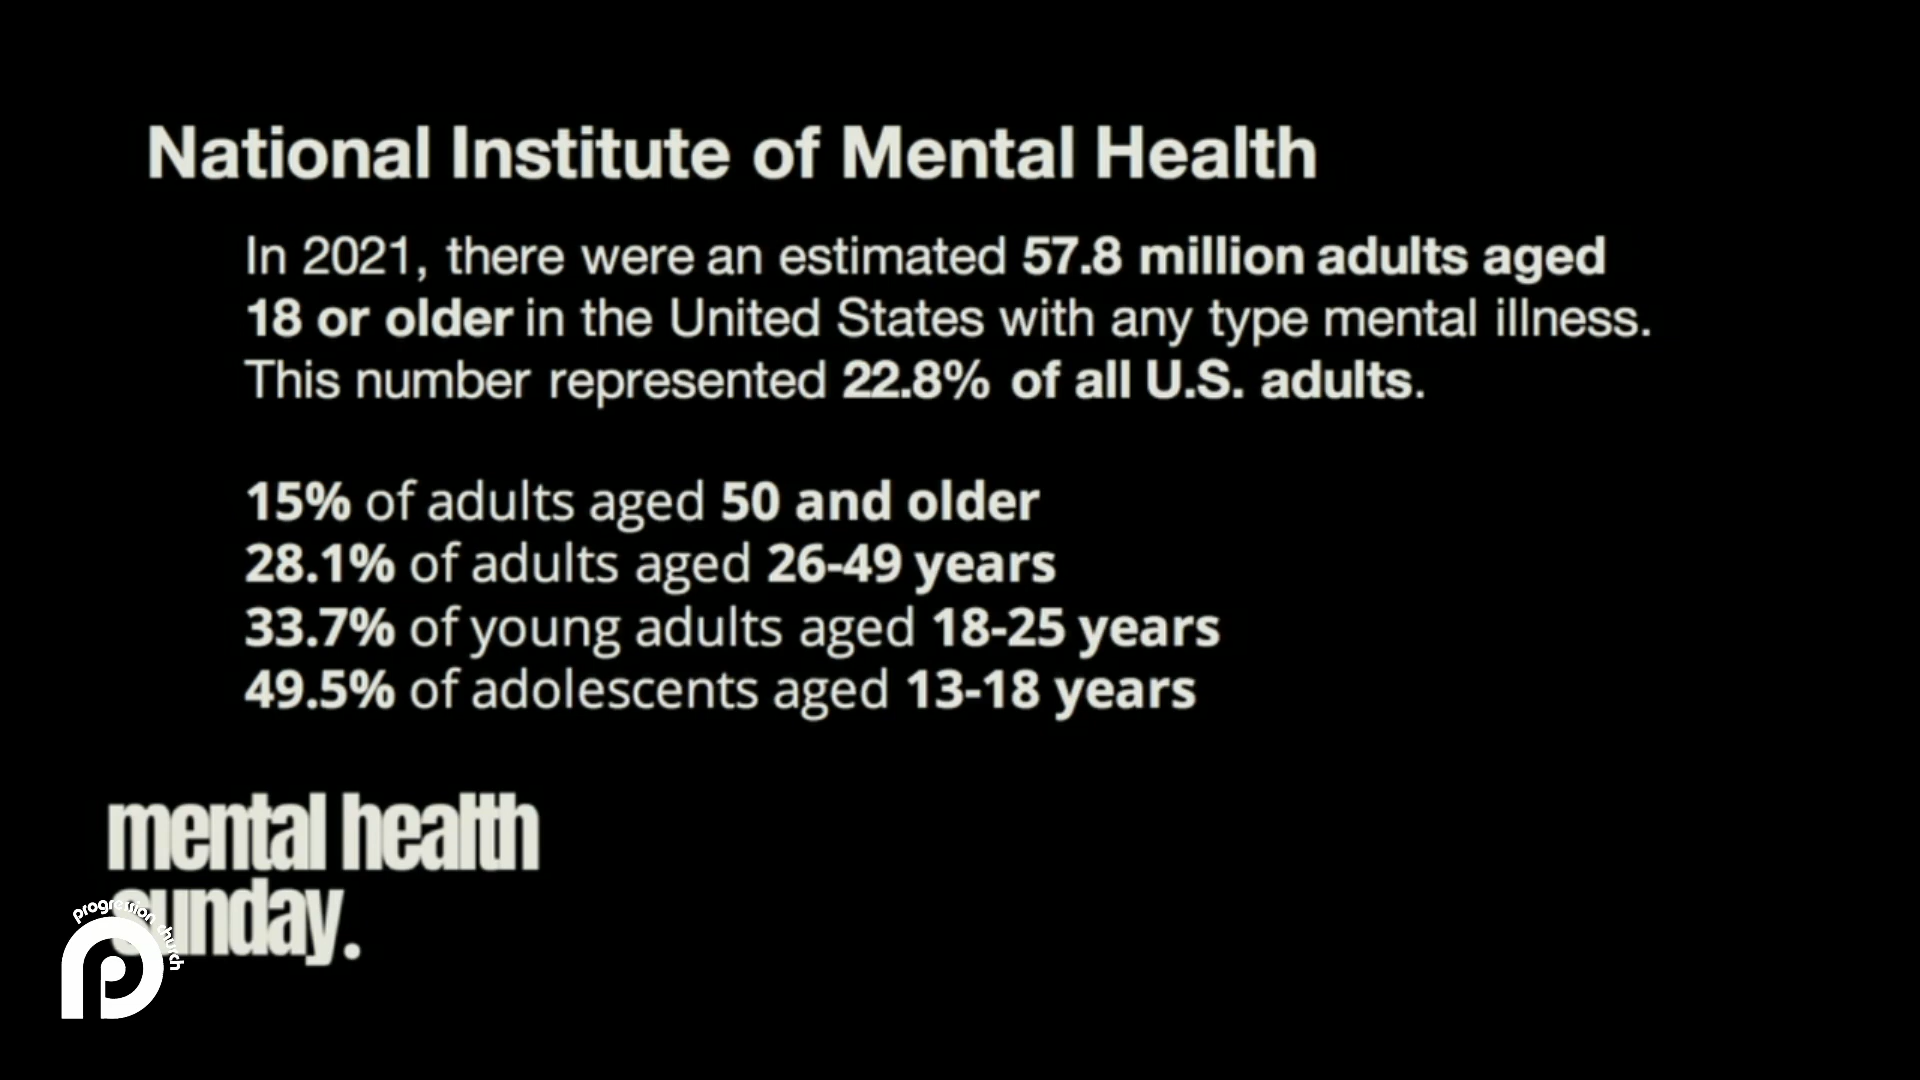 National Institute of Mental Health
In 2021, there were an estimated 57.8 million adults aged
18 or older in the United States with any type mental illness.
This number represented 22.8% of all U.S. adults.
15% of adults aged 50 and older
28.1% of adults aged 26-49 years
33.7% of young adults aged 18-25 years
49.5% of adolescents aged 13-18 years
mental health
sunday.
progression church